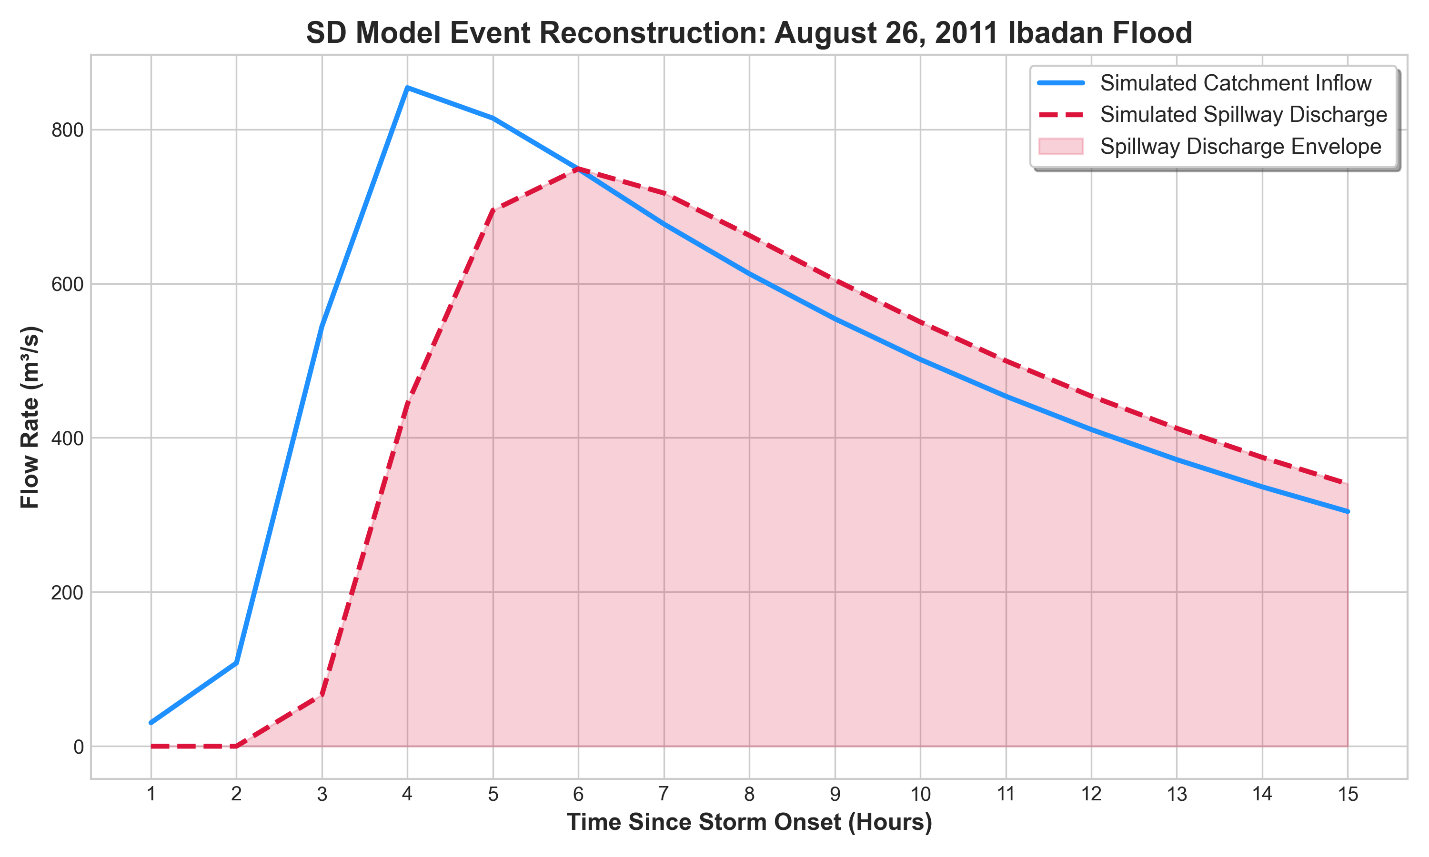 SD Model Event Reconstruction: August 26, 2011 Ibadan Flood
Simulated Catchment Inflow
Simulated Spillway Discharge
Spillway Discharge Envelope
Flow Rate (m³/s)
800
600
400
200
0
1 2 3 4 5 6 7 8 9 10 11 12 13 14 15
Time Since Storm Onset (Hours)